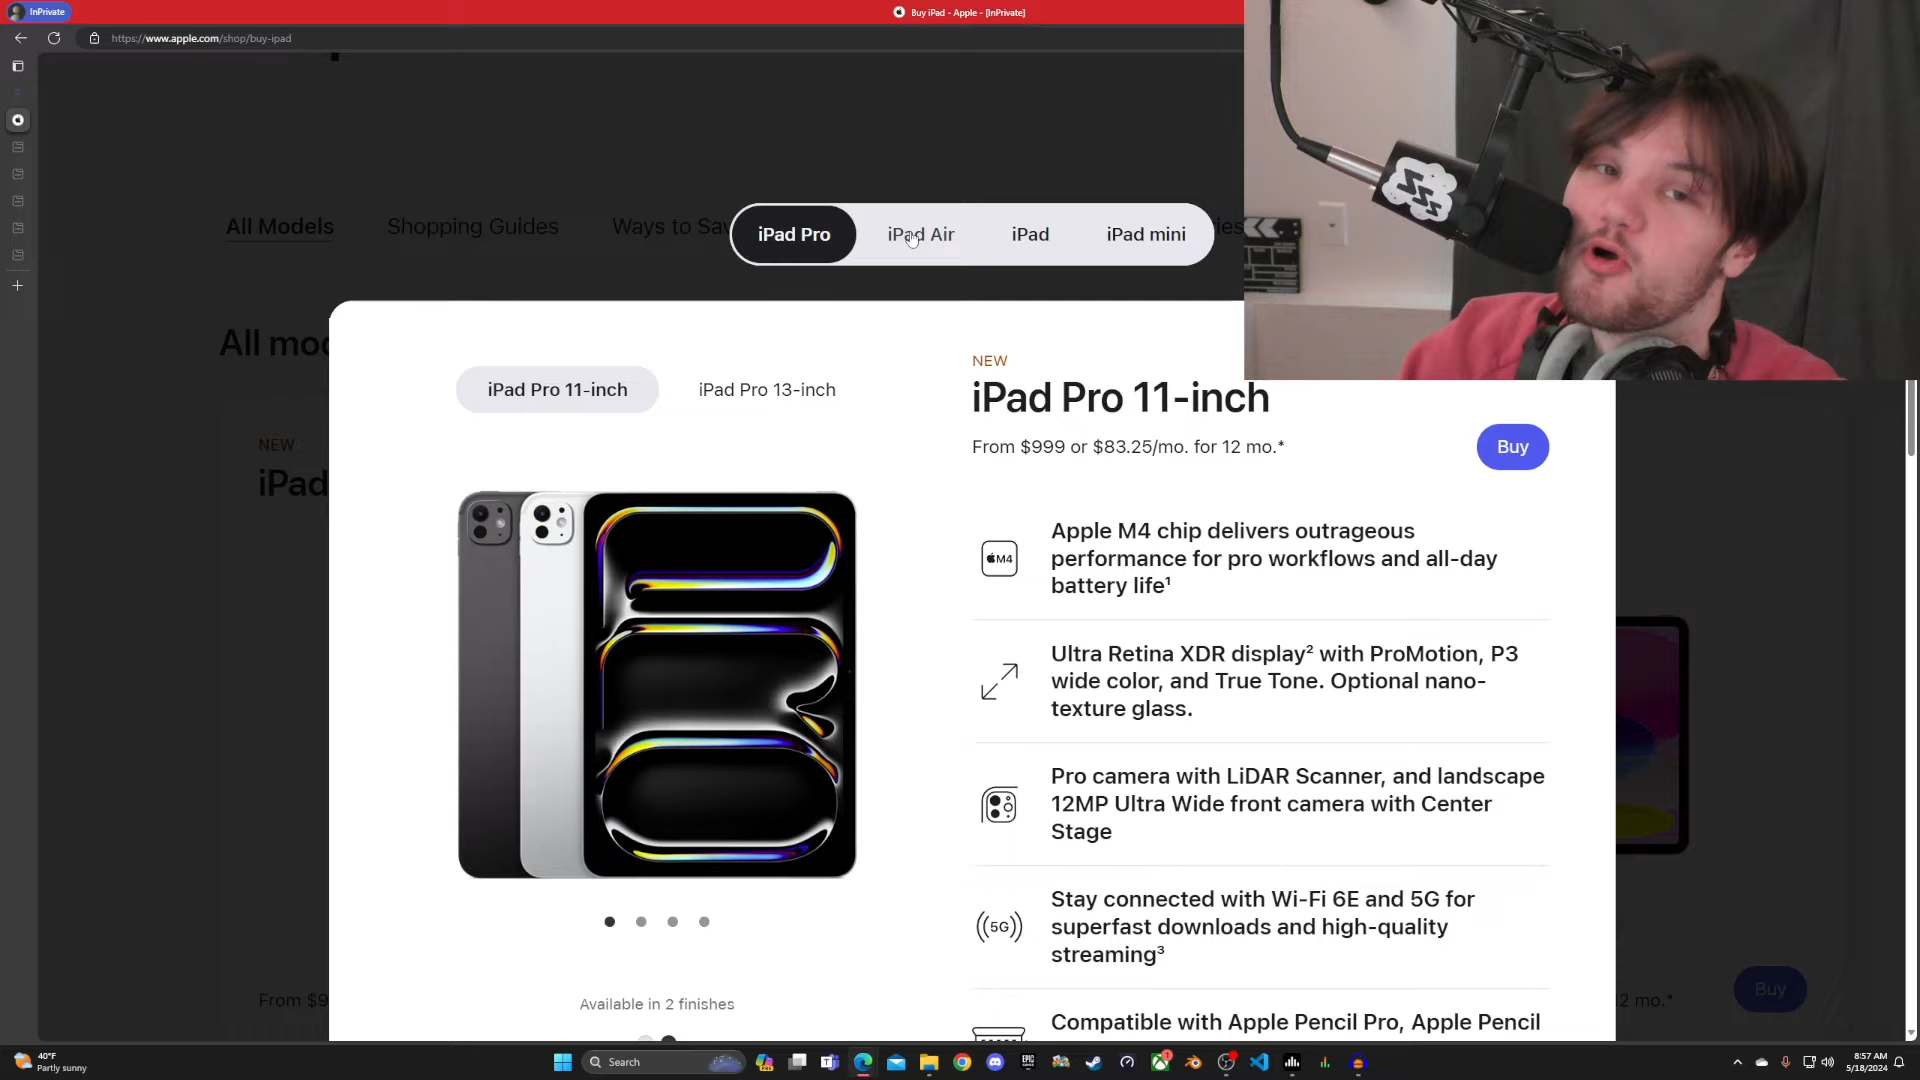 InPrivate
Buy iPad - Apple - [InPrivate]
https://www.apple.com/shop/buy-ipad
All Models
Shopping Guides
Ways to Sav
iPad Pro
iPad Air
iPad
iPad mini
ies
All mod
NEW
iPad
From $9
iPad Pro 11-inch
iPad Pro 13-inch
Available in 2 finishes
NEW
iPad Pro 11-inch
From $999 or $83.25/mo. for 12 mo.*
Buy
M4
Apple M4 chip delivers outrageous
performance for pro workflows and all-day
battery life¹
Ultra Retina XDR display² with ProMotion, P3
wide color, and True Tone. Optional nano-
texture glass.
Pro camera with LiDAR Scanner, and landscape
12MP Ultra Wide front camera with Center
Stage
5G
Stay connected with Wi-Fi 6E and 5G for
superfast downloads and high-quality
streaming³
Compatible with Apple Pencil Pro, Apple Pencil
2 mo.*
Buy
SSS
40°F
Partly sunny
Search
8:57 AM
5/18/2024